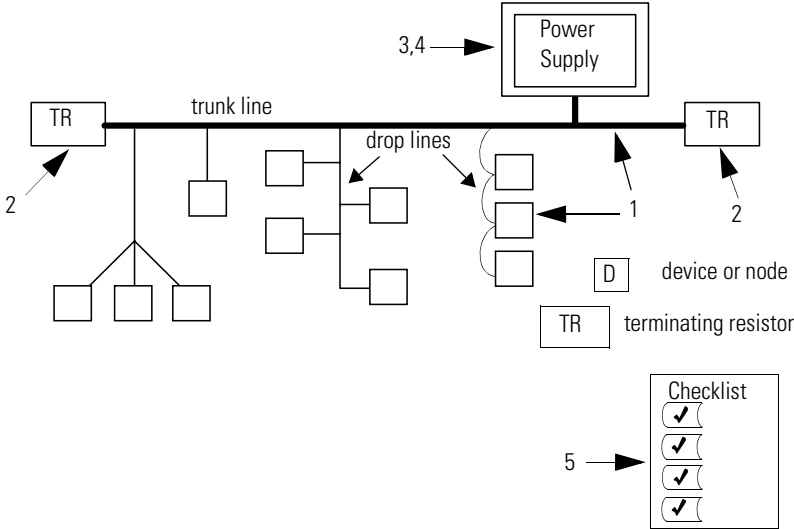 Power
Supply
3,4
TR
trunk line
TR
drop lines
2
1
2
D
device or node
TR
terminating resistor
Checklist
5